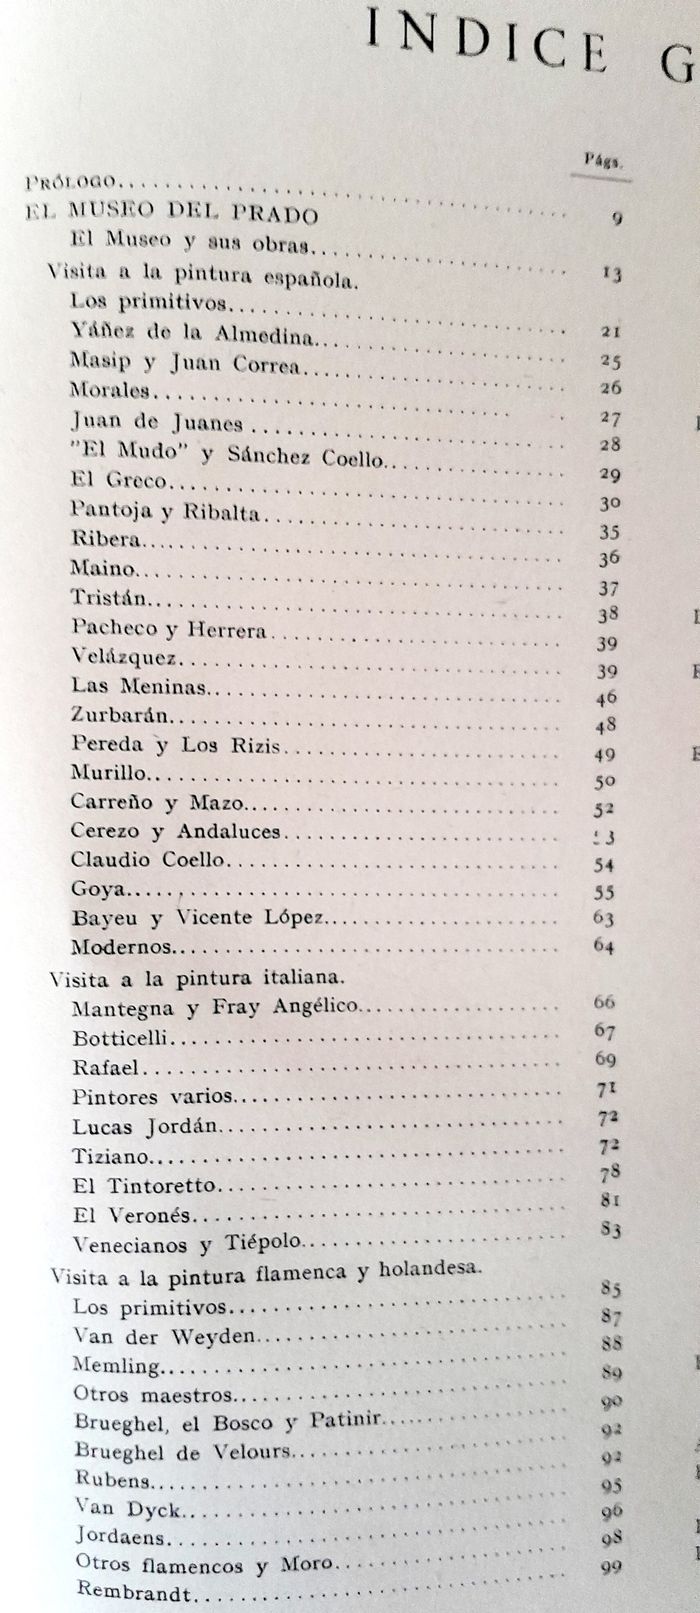 INDICE G
Págs.
PRÓLOGO........................................ 9
EL MUSEO DEL PRADO
El Museo y sus obras........................ 13
Visita a la pintura española.
Los primitivos........................ 21
Yáñez de la Almedina........................ 25
Masip y Juan Correa........................ 26
Morales........................ 27
Juan de Juanes ........................ 28
"El Mudo" y Sánchez Coello........................ 29
El Greco........................ 30
Pantoja y Ribalta........................ 35
Ribera........................ 36
Maino........................ 37
Tristán........................ 38
Pacheco y Herrera........................ 39
Velázquez........................ 39
Las Meninas........................ 46
Zurbarán........................ 48
Pereda y Los Rizis........................ 49
Murillo........................ 50
Carreño y Mazo........................ 52
Cerezo y Andaluces........................ 53
Claudio Coello........................ 54
Goya........................ 55
Bayeu y Vicente López........................ 63
Modernos........................ 64
Visita a la pintura italiana.
Mantegna y Fray Angélico........................ 66
Botticelli........................ 67
Rafael........................ 69
Pintores varios........................ 71
Lucas Jordán........................ 72
Tiziano........................ 72
El Tintoretto........................ 78
El Veronés........................ 81
Venecianos y Tiépolo........................ 83
Visita a la pintura flamenca y holandesa.
Los primitivos........................ 85
Van der Weyden........................ 87
Memling........................ 88
Otros maestros........................ 89
Brueghel, el Bosco y Patinir........................ 90
Brueghel de Velours........................ 92
Rubens........................ 92
Van Dyck........................ 95
Jordaens........................ 96
Otros flamencos y Moro........................ 98
Rembrandt........................ 99